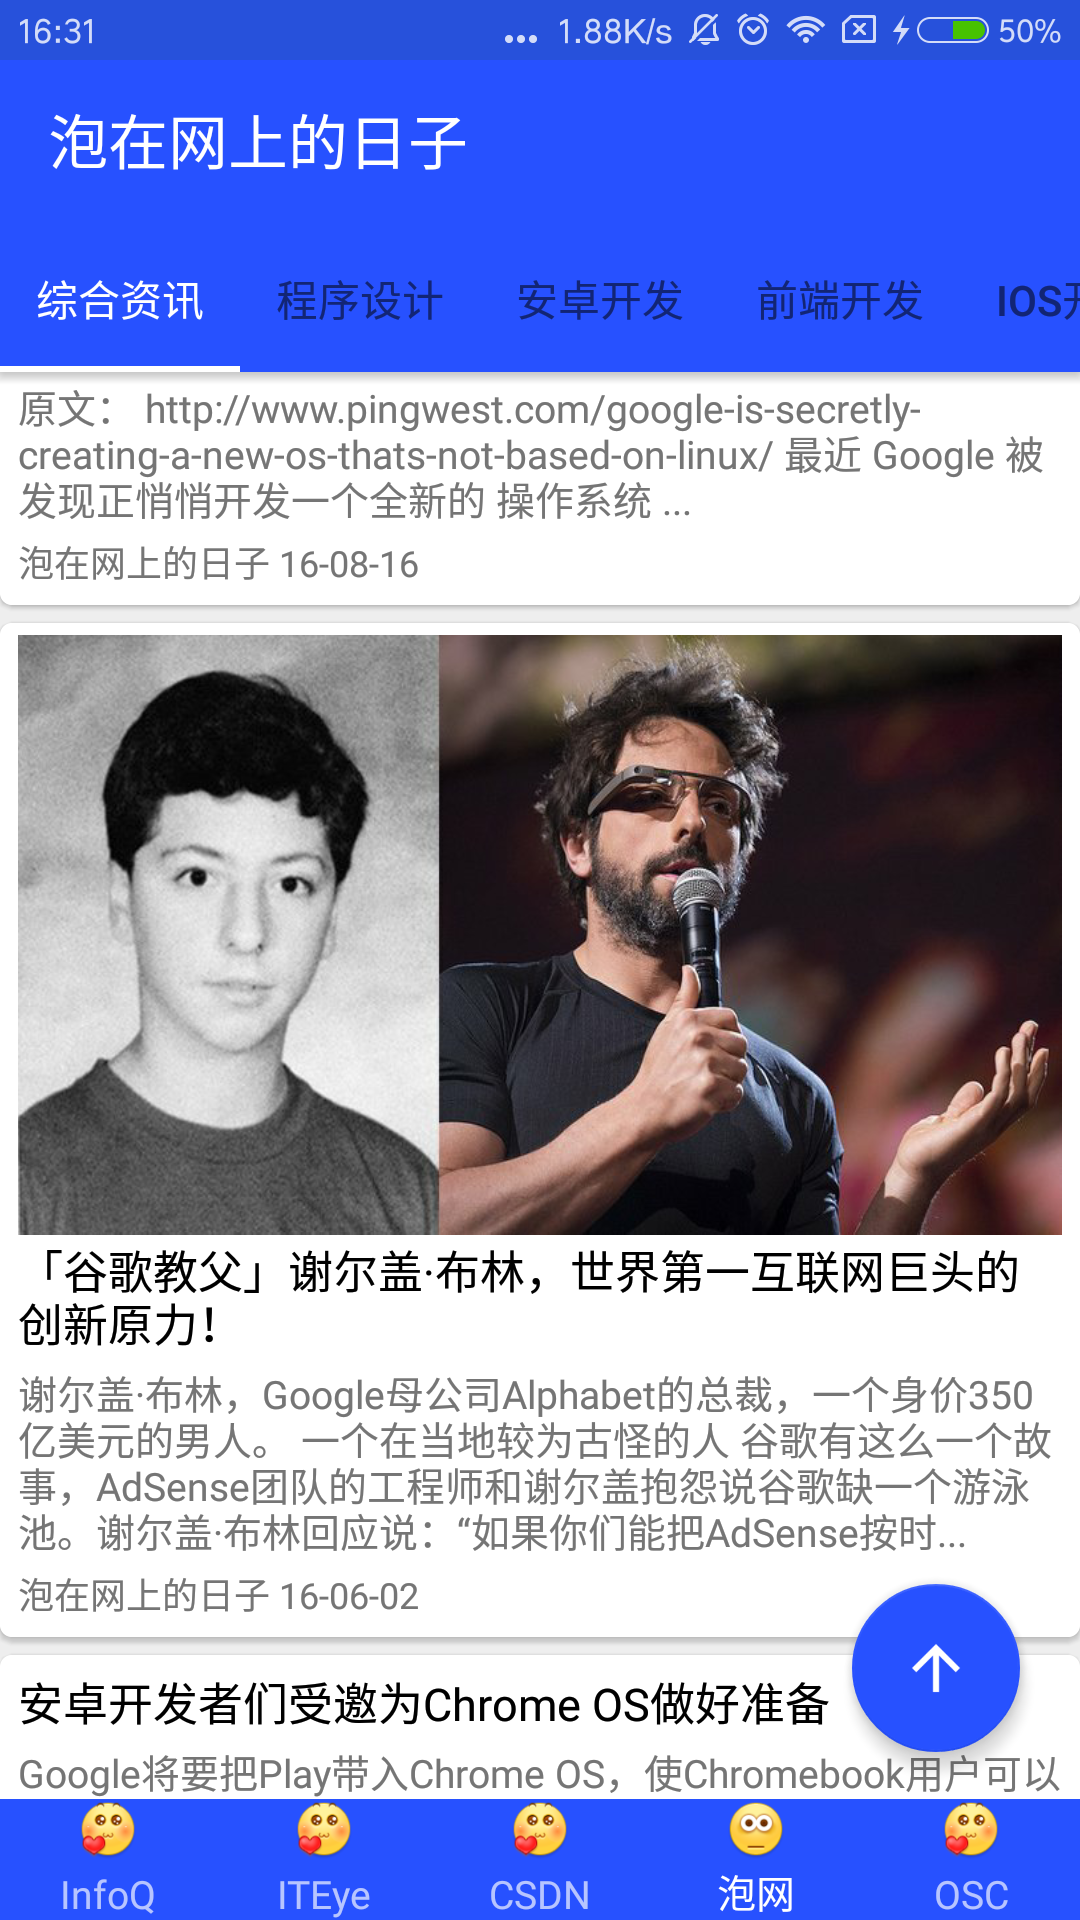 16:31
... 1.88K/s 50%
泡在网上的日子
综合资讯 程序设计 安卓开发 前端开发 IOS开
原文： http://www.pingwest.com/google-is-secretly-
creating-a-new-os-thats-not-based-on-linux/ 最近 Google 被
发现正悄悄开发一个全新的 操作系统 ...
泡在网上的日子 16-08-16
「谷歌教父」谢尔盖·布林，世界第一互联网巨头的
创新原力！
谢尔盖·布林，Google母公司Alphabet的总裁，一个身价350
亿美元的男人。 一个在当地较为古怪的人 谷歌有这么一个故
事，AdSense团队的工程师和谢尔盖抱怨说谷歌缺一个游泳
池。谢尔盖·布林回应说：“如果你们能把AdSense按时...
泡在网上的日子 16-06-02
安卓开发者们受邀为Chrome OS做好准备
Google将要把Play带入Chrome OS，使Chromebook用户可以
InfoQ ITEye CSDN 泡网 OSC